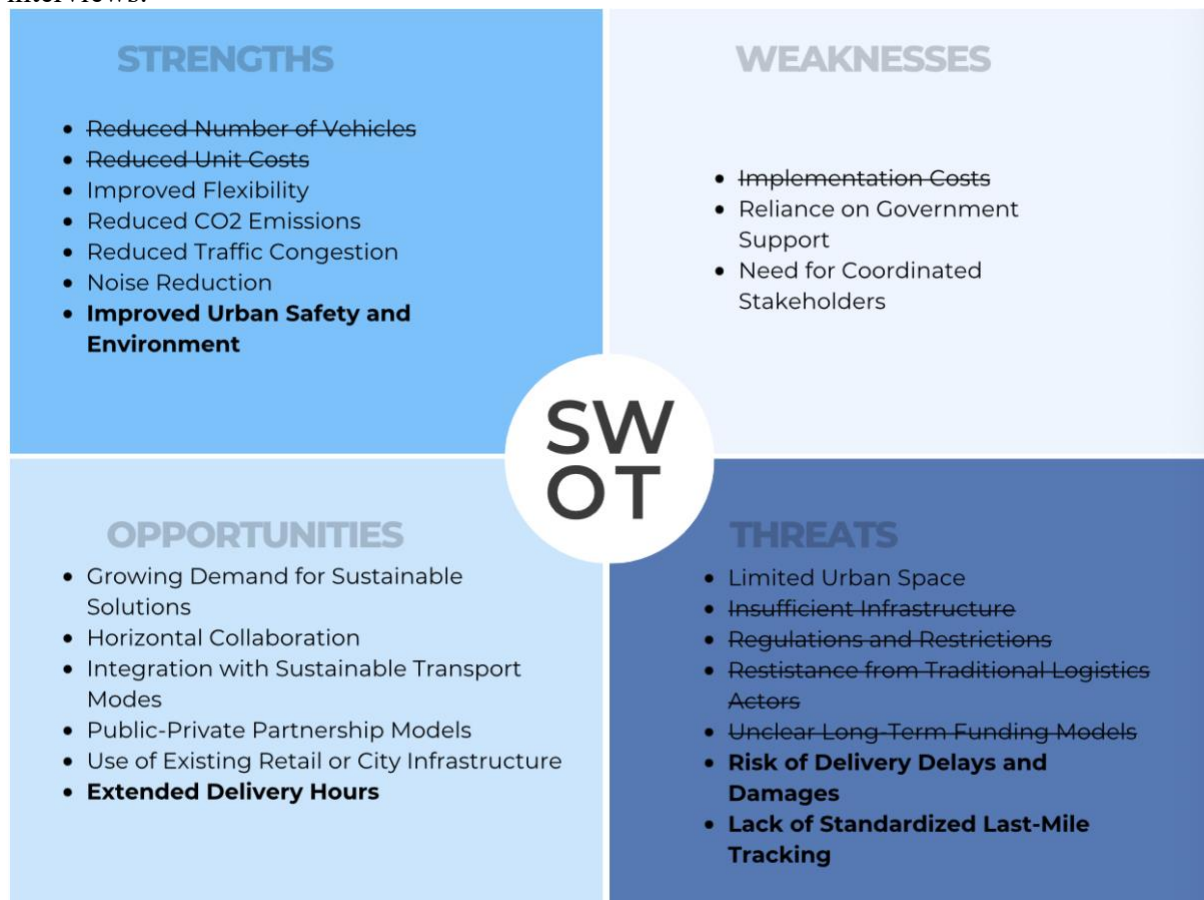 interviews.
STRENGTHS
• Reduced Number of Vehicles
• Reduced Unit Costs
• Improved Flexibility
• Reduced CO2 Emissions
• Reduced Traffic Congestion
• Noise Reduction
• Improved Urban Safety and
Environment
WEAKNESSES
• Implementation Costs
• Reliance on Government
Support
• Need for Coordinated
Stakeholders
SW
OT
OPPORTUNITIES
• Growing Demand for Sustainable
Solutions
• Horizontal Collaboration
• Integration with Sustainable Transport
Modes
• Public-Private Partnership Models
• Use of Existing Retail or City Infrastructure
• Extended Delivery Hours
THREATS
• Limited Urban Space
• Insufficient Infrastructure
• Regulations and Restrictions
• Restistance from Traditional Logistics
Actors
• Unclear Long-Term Funding Models
• Risk of Delivery Delays and
Damages
• Lack of Standardized Last-Mile
Tracking